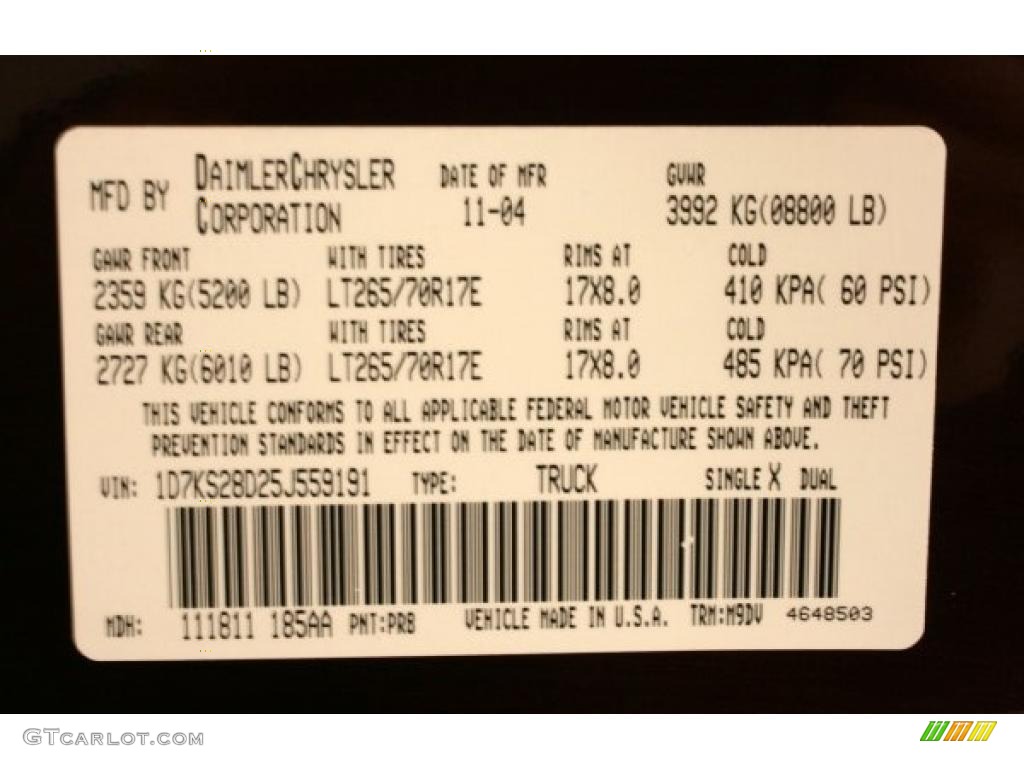 MFD BY DAIMLERCHRYSLER CORPORATION DATE OF MFR 11-04 GVWR 3992 KG(08800 LB)
GAWR FRONT WITH TIRES RIMS AT COLD
2359 KG(5200 LB) LT265/70R17E 17X8.0 410 KPA( 60 PSI)
GAWR REAR WITH TIRES RIMS AT COLD
2727 KG(6010 LB) LT265/70R17E 17X8.0 485 KPA( 70 PSI)
THIS VEHICLE CONFORMS TO ALL APPLICABLE FEDERAL MOTOR VEHICLE SAFETY AND THEFT
PREVENTION STANDARDS IN EFFECT ON THE DATE OF MANUFACTURE SHOWN ABOVE.
VIN: 1D7KS28D25J559191 TYPE: TRUCK SINGLE X DUAL
MDH: 111811 185AA PNT:PR8 VEHICLE MADE IN U.S.A. TRM:M9DV 4648503
GTCARLOT.COM